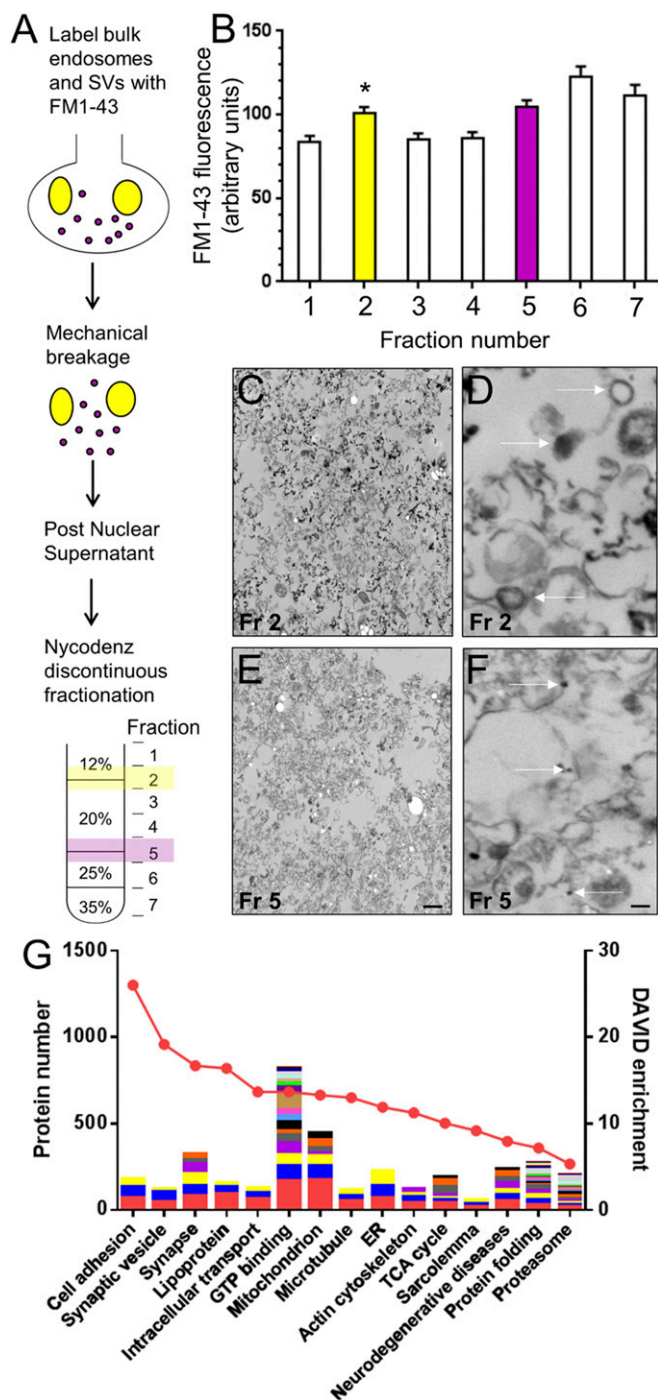 A
Label bulk
endosomes
and SVs with
FM1-43
Mechanical
breakage
Post Nuclear
Supernatant
Nycodenz
discontinuous
fractionation
Fraction
12%
20%
25%
35%
1
2
3
4
5
6
7
B
FM1-43 fluorescence
(arbitrary units)
150
100
50
0
*
1 2 3 4 5 6 7
Fraction number
C
Fr 2
D
Fr 2
E
Fr 5
F
Fr 5
G
Protein number
1500
1000
500
0
DAVID enrichment
30
20
10
0
Cell adhesion
Synaptic vesicle
Synapse
Lipoprotein
Intracellular transport
GTP binding
Mitochondrion
Microtubule
ER
Actin cytoskeleton
TCA cycle
Sarcolemma
Neurodegenerative diseases
Protein folding
Proteasome